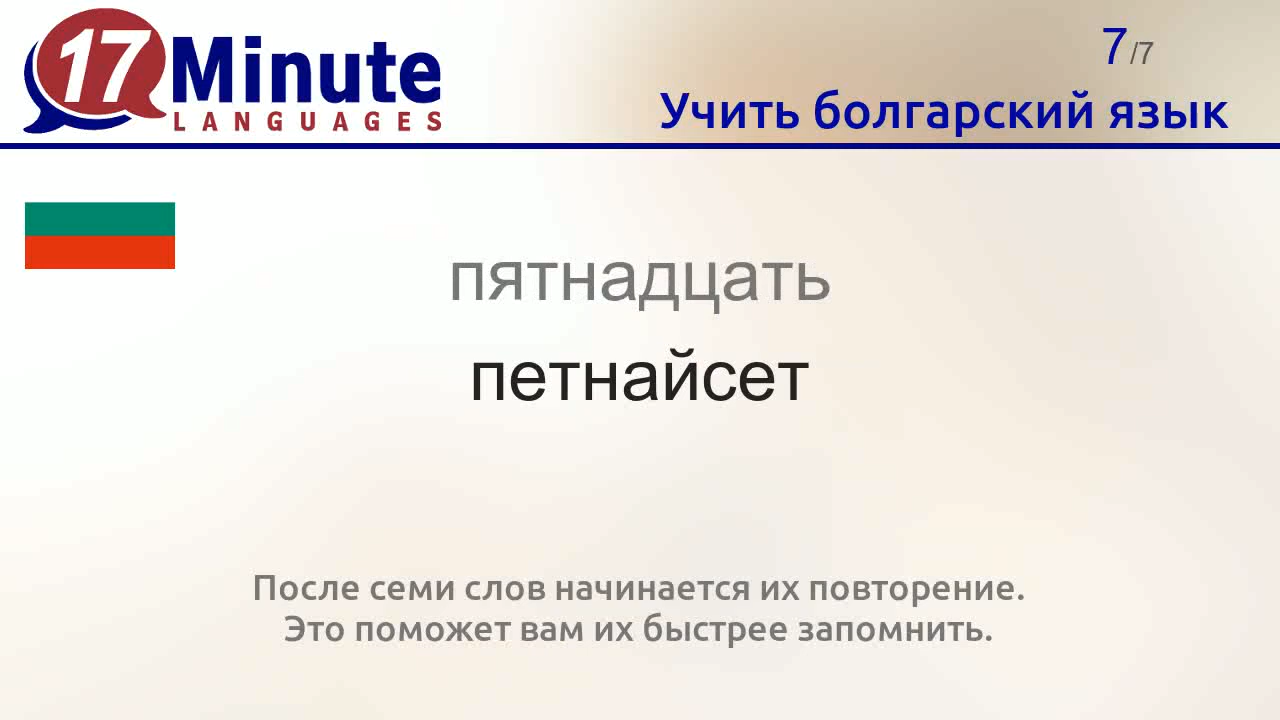 17 Minute
LANGUAGES
7/7
Учить болгарский язык
пятнадцать
петнайсет
После семи слов начинается их повторение.
Это поможет вам их быстрее запомнить.